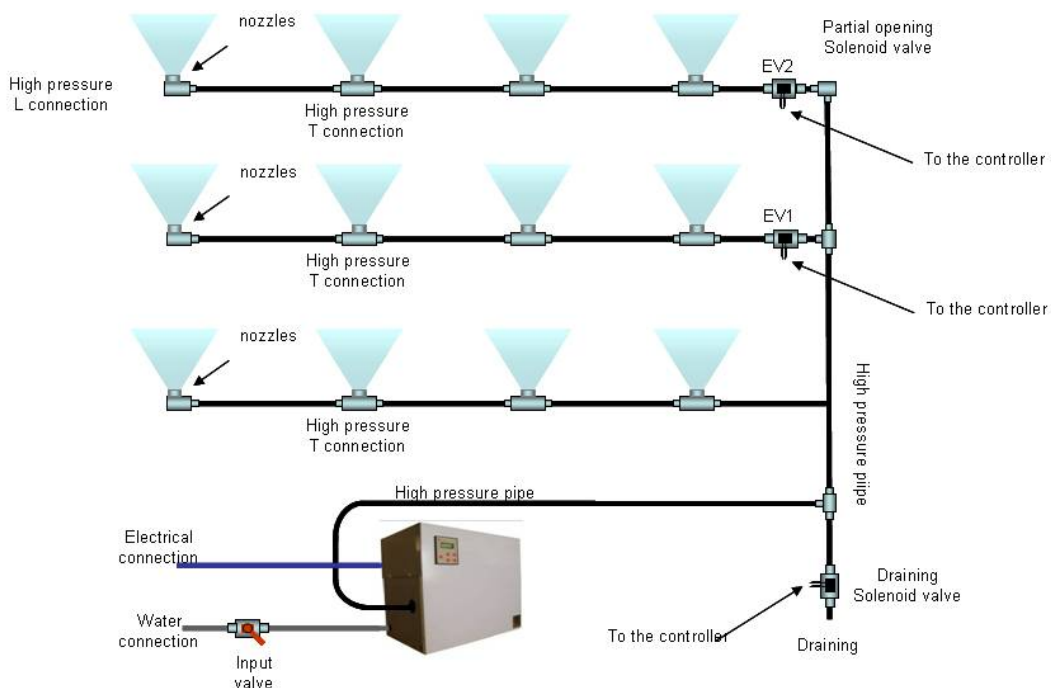 nozzles
Partial opening
Solenoid valve
High pressure
L connection
EV2
High pressure
T connection
To the controller
nozzles
EV1
High pressure
T connection
To the controller
nozzles
High pressure piipe
High pressure
T connection
High pressure pipe
Electrical
connection
Draining
Solenoid valve
Water
connection
To the controller
Draining
Input
valve